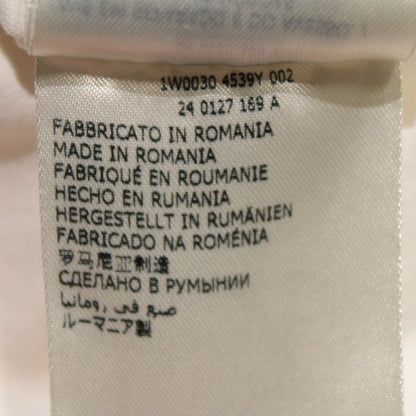 1W0030 4539Y 002
24 0127 169 A
FABBRICATO IN ROMANIA
MADE IN ROMANIA
FABRIQUÉ EN ROUMANIE
HECHO EN RUMANIA
HERGESTELLT IN RUMÄNIEN
FABRICADO NA ROMÉNIA
罗马尼亚制造
СДЕЛАНО В РУМЫНИИ
صنع في رومانيا
ルーマニア製